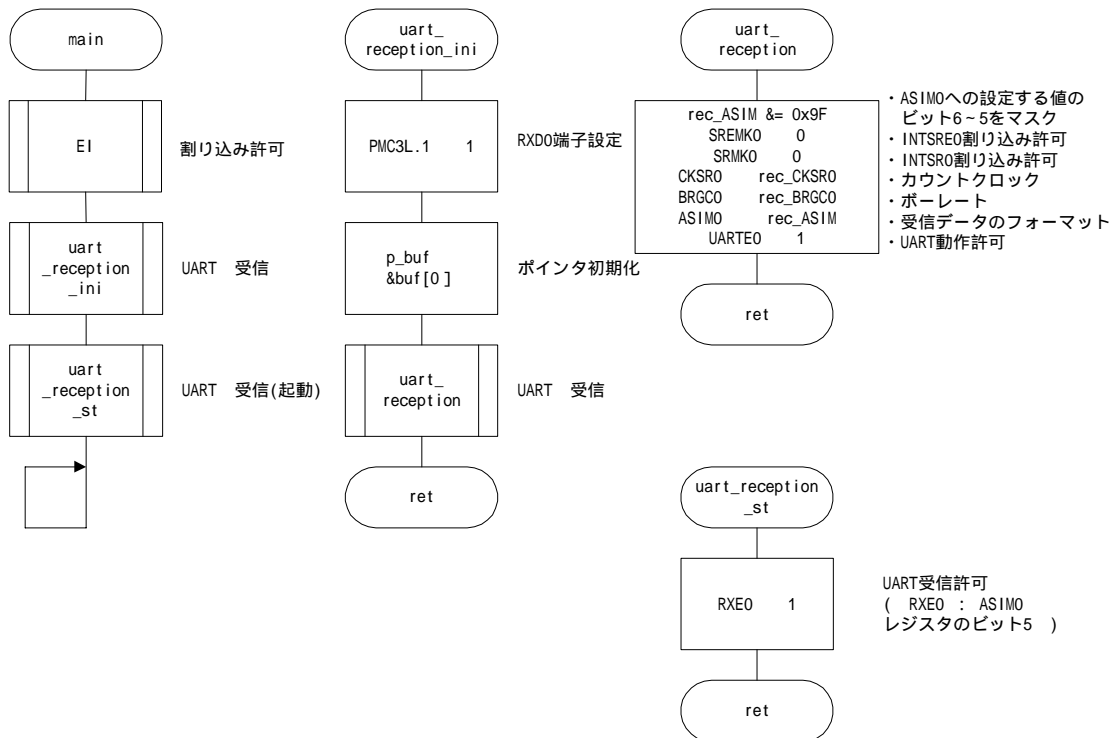 main
EI
割り込み許可
uart
_reception
_ini
UART 受信
uart
_reception
_st
UART 受信(起動)
uart_
reception_ini
PMC3L.1 1
RXD0端子設定
p_buf
&buf[0]
ポインタ初期化
uart_
reception
UART 受信
ret
uart_
reception
rec_ASIM &= 0x9F
SREMK0 0
SRMK0 0
CKSR0 rec_CKSR0
BRGC0 rec_BRGC0
ASIM0 rec_ASIM
UARTE0 1
・ASIM0への設定する値の
ビット6~5をマスク
・INTSRE0割り込み許可
・INTSR0割り込み許可
・カウントクロック
・ボーレート
・受信データのフォーマット
・UART動作許可
ret
uart_reception
_st
RXE0 1
UART受信許可
( RXE0 : ASIM0
レジスタのビット5 )
ret